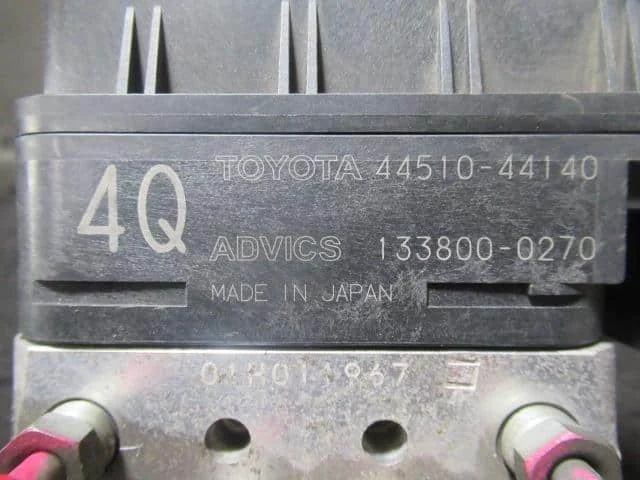 4Q
TOYOTA 44510-44140
ADVICS 133800-0270
MADE IN JAPAN